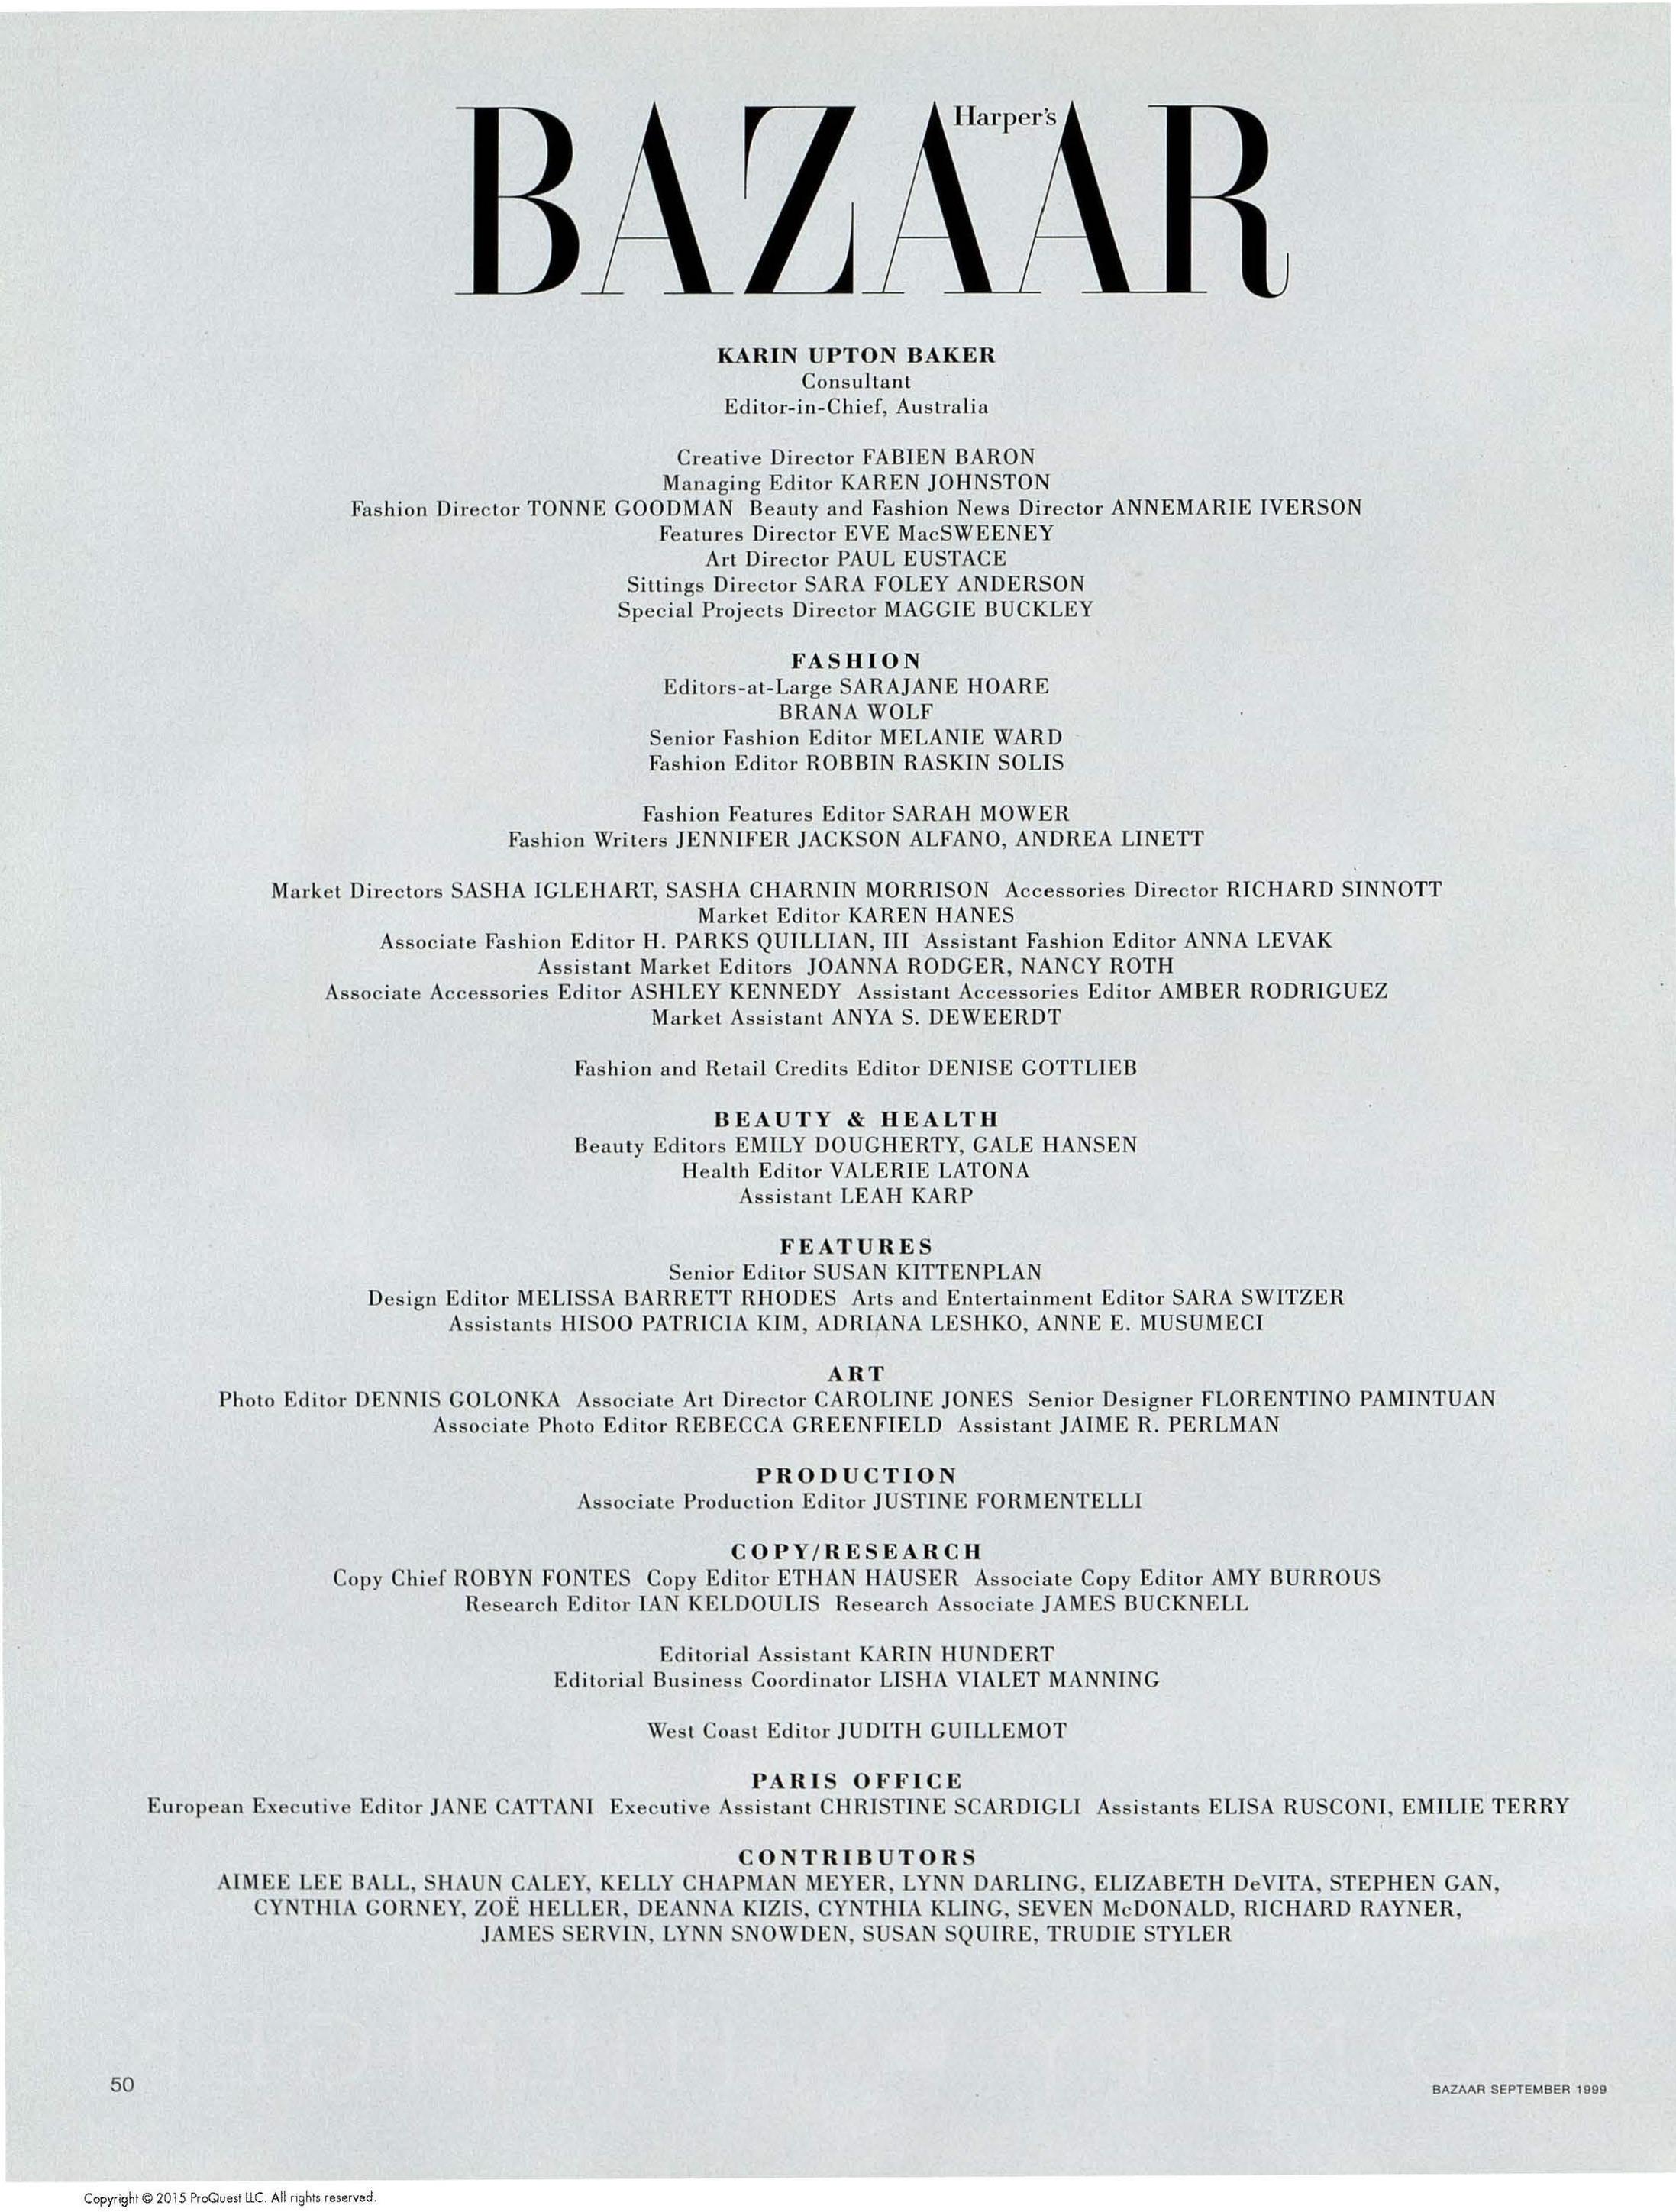 Harper's
BAZAAR
KARIN UPTON BAKER
Consultant
Editor-in-Chief, Australia
Creative Director FABIEN BARON
Managing Editor KAREN JOHNSTON
Fashion Director TONNE GOODMAN Beauty and Fashion News Director ANNEMARIE IVERSON
Features Director EVE MacSWEENEY
Art Director PAUL EUSTACE
Sittings Director SARA FOLEY ANDERSON
Special Projects Director MAGGIE BUCKLEY
FASHION
Editors-at-Large SARAJANE HOARE
BRANA WOLF
Senior Fashion Editor MELANIE WARD
Fashion Editor ROBBIN RASKIN SOLIS
Fashion Features Editor SARAH MOWER
Fashion Writers JENNIFER JACKSON ALFANO, ANDREA LINETT
Market Directors SASHA IGLEHART, SASHA CHARNIN MORRISON Accessories Director RICHARD SINNOTT
Market Editor KAREN HANES
Associate Fashion Editor H. PARKS QUILLIAN, III Assistant Fashion Editor ANNA LEVAK
Assistant Market Editors JOANNA RODGER, NANCY ROTH
Associate Accessories Editor ASHLEY KENNEDY Assistant Accessories Editor AMBER RODRIGUEZ
Market Assistant ANYA S. DEWEERDT
Fashion and Retail Credits Editor DENISE GOTTLIEB
BEAUTY & HEALTH
Beauty Editors EMILY DOUGHERTY, GALE HANSEN
Health Editor VALERIE LATONA
Assistant LEAH KARP
FEATURES
Senior Editor SUSAN KITTENPLAN
Design Editor MELISSA BARRETT RHODES Arts and Entertainment Editor SARA SWITZER
Assistants HISOO PATRICIA KIM, ADRIANA LESHKO, ANNE E. MUSUMECI
ART
Photo Editor DENNIS GOLONKA Associate Art Director CAROLINE JONES Senior Designer FLORENTINO PAMINTUAN
Associate Photo Editor REBECCA GREENFIELD Assistant JAIME R. PERLMAN
PRODUCTION
Associate Production Editor JUSTINE FORMENTELLI
COPY/RESEARCH
Copy Chief ROBYN FONTES Copy Editor ETHAN HAUSER Associate Copy Editor AMY BURROUS
Research Editor IAN KELDOULIS Research Associate JAMES BUCKNELL
Editorial Assistant KARIN HUNDERT
Editorial Business Coordinator LISHA VIALET MANNING
West Coast Editor JUDITH GUILLEMOT
PARIS OFFICE
European Executive Editor JANE CATTANI Executive Assistant CHRISTINE SCARDIGLI Assistants ELISA RUSCONI, EMILIE TERRY
CONTRIBUTORS
AIMEE LEE BALL, SHAUN CALEY, KELLY CHAPMAN MEYER, LYNN DARLING, ELIZABETH DeVITA, STEPHEN GAN,
CYNTHIA GORNEY, ZOË HELLER, DEANNA KIZIS, CYNTHIA KLING, SEVEN McDONALD, RICHARD RAYNER,
JAMES SERVIN, LYNN SNOWDEN, SUSAN SQUIRE, TRUDIE STYLER
50
BAZAAR SEPTEMBER 1999
Copyright © 2015 ProQuest LLC. All rights reserved.